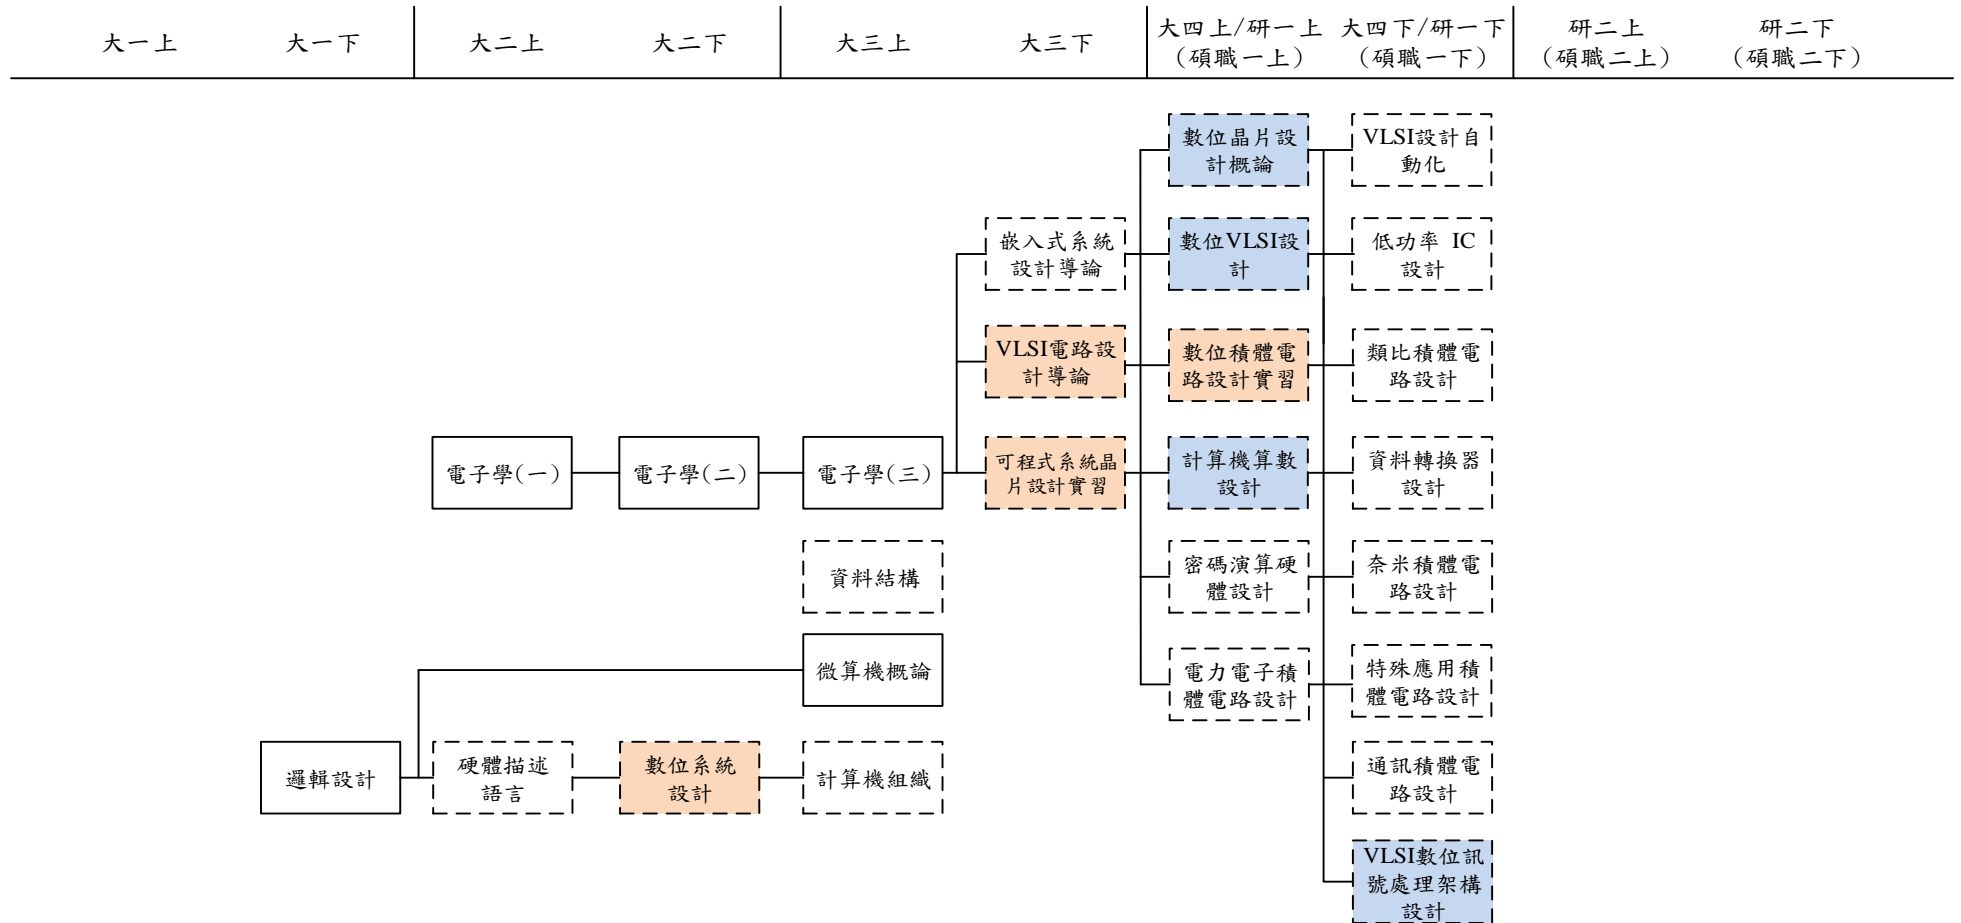 大一上
大一下
大二上
大二下
大三上
大三下
大四上/研一上
(碩職一上)
大四下/研一下
(碩職一下)
研二上
(碩職二上)
研二下
(碩職二下)
數位晶片設
計概論
VLSI設計自
動化
嵌入式系統
設計導論
數位VLSI設
計
低功率 IC
設計
VLSI電路設
計導論
數位積體電
路設計實習
類比積體電
路設計
電子學(一)
電子學(二)
電子學(三)
可程式系統晶
片設計實習
計算機算數
設計
資料轉換器
設計
資料結構
密碼演算硬
體設計
奈米積體電
路設計
微算機概論
電力電子積
體電路設計
特殊應用積
體電路設計
邏輯設計
硬體描述
語言
數位系統
設計
計算機組織
通訊積體電
路設計
VLSI數位訊
號處理架構
設計